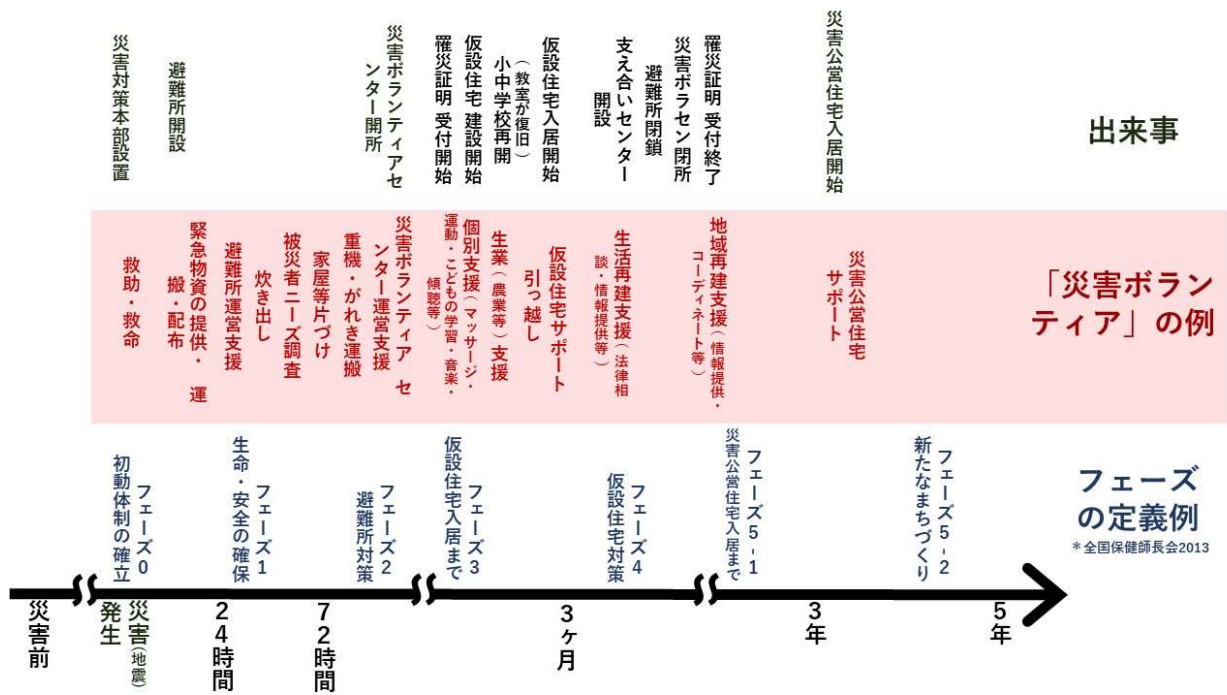 災害対策本部設置
避難所開設
災害ボランティアセ
ンター開所
罹災証明 受付開始
仮設住宅 建設開始
小中学校再開
（教室が復旧）
仮設住宅入居開始
支え合いセンター
開設
避難所閉鎖
災害ボラセン閉所
罹災証明 受付終了
災害公営住宅入居開始
出来事
救助・救命
緊急物資の提供・ 運
搬・配布
避難所運営支援
炊き出し
被災者ニーズ調査
家屋等片づけ
重機・がれき運搬
災害ボランティア セ
ンター運営支援
個別支援（マッサージ・
運動・こどもの学習・音楽・
傾聴等）
生業（農業等）支援
引っ越し
仮設住宅サポート
生活再建支援（法律相
談・情報提供等）
地域再建支援（情報提供・
コーディネート等）
災害公営住宅
サポート
「災害ボラン
ティア」の例
フェーズ0
初動体制の確立
フェーズ1
生命・安全の確保
フェーズ2
避難所対策
フェーズ3
仮設住宅入居まで
フェーズ4
仮設住宅対策
フェーズ5-1
災害公営住宅入居まで
フェーズ5-2
新たなまちづくり
フェーズ
の定義例
＊全国保健師長会2013
災害前
災害（地震）
発生
24時間
72時間
3ヶ月
3年
5年